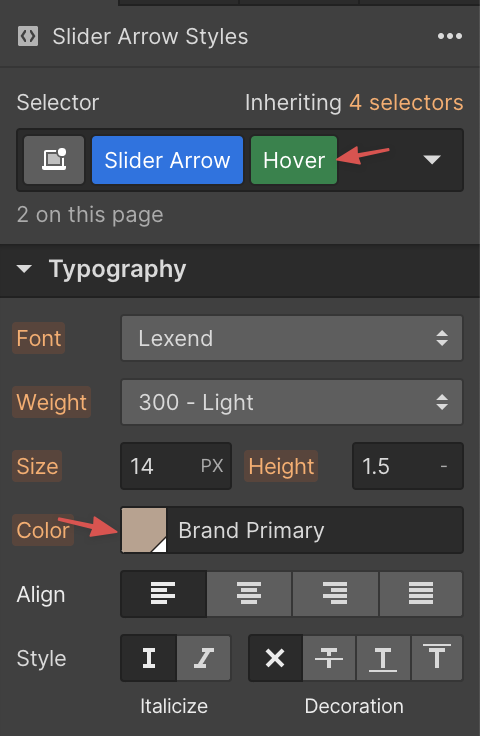 Slider Arrow Styles
Selector Inheriting 4 selectors
Slider Arrow Hover
2 on this page
Typography
Font Lexend
Weight 300 - Light
Size 14 PX Height 1.5 -
Color Brand Primary
Align
Style
Italicize Decoration